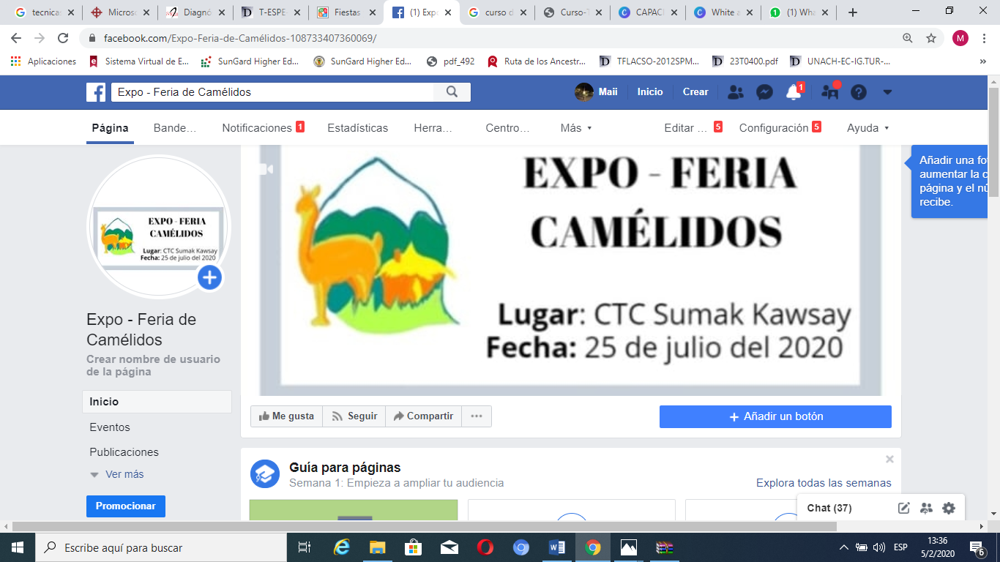 tecnica
Micros
Diagnó
T-ESPE
Fiestas
(1) Expo
curso d
Curso-T
CAPAC
White a
(1) Wha
facebook.com/Expo-Feria-de-Camélidos-108733407360069/
M
Aplicaciones
Sistema Virtual de E...
SunGard Higher Ed...
SunGard Higher Ed...
pdf_492
Ruta de los Ancestr...
TFLACSO-2012SPM...
23T0400.pdf
UNACH-EC-IG.TUR-...
»
Expo - Feria de Camélidos
Maii
Inicio
Crear
1
Página
Bande...
Notificaciones 1
Estadísticas
Herra...
Centro...
Más
Editar ... 5
Configuración 5
Ayuda
EXPO - FERIA
CAMÉLIDOS
Lugar: CTC Sumak Kawsay
Fecha: 25 de julio del 2020
Expo - Feria de
Camélidos
Crear nombre de usuario
de la página
Inicio
Eventos
Publicaciones
Ver más
Promocionar
EXPO - FERIA
CAMÉLIDOS
Lugar: CTC Sumak Kawsay
Fecha: 25 de julio del 2020
Añadir una fo
aumentar la c
página y el nú
recibe.
Me gusta
Seguir
Compartir
...
+ Añadir un botón
Guía para páginas
Semana 1: Empieza a ampliar tu audiencia
Explora todas las semanas
Chat (37)
Escribe aquí para buscar
ESP
13:36
5/2/2020
6